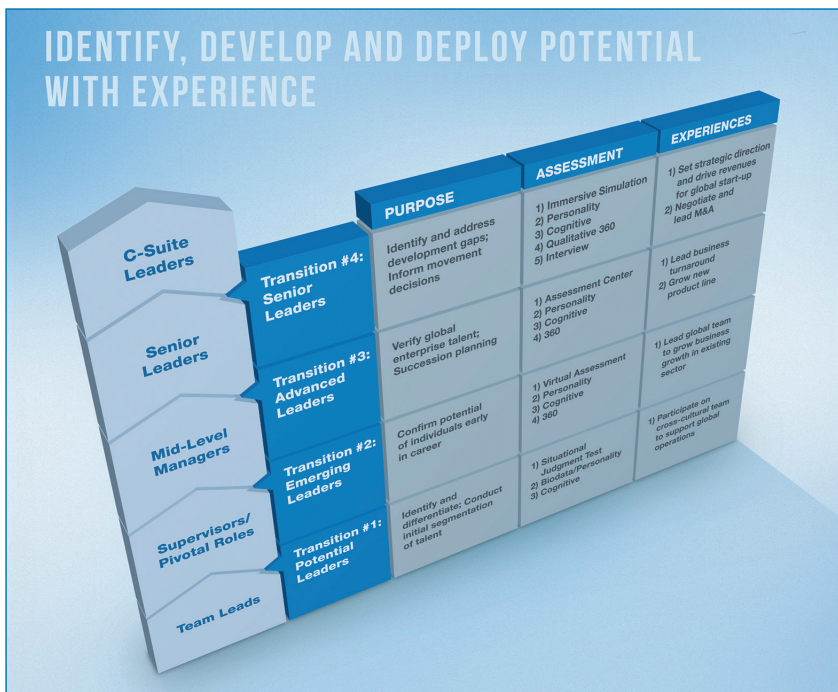 IDENTIFY, DEVELOP AND DEPLOY POTENTIAL
WITH EXPERIENCE
PURPOSE
ASSESSMENT
EXPERIENCES
C-Suite
Leaders
Transition #4:
Senior
Leaders
Identify and address
development gaps;
Inform movement
decisions
1) Immersive Simulation
2) Personality
3) Cognitive
4) Qualitative 360
5) Interview
1) Set strategic direction
and drive revenues
for global start-up
2) Negotiate and
lead M&A
Senior
Leaders
Transition #3:
Advanced
Leaders
Verify global
enterprise talent;
Succession planning
1) Assessment Center
2) Personality
3) Cognitive
4) 360
1) Lead business
turnaround
2) Grow new
product line
Mid-Level
Managers
Transition #2:
Emerging
Leaders
Confirm potential
of individuals early
in career
1) Virtual Assessment
2) Personality
3) Cognitive
4) 360
1) Lead global team
to grow business
growth in existing
sector
Supervisors/
Pivotal Roles
Transition #1:
Potential
Leaders
Identify and
differentiate; Conduct
initial segmentation
of talent
1) Situational
Judgment Test
2) Biodata/Personality
3) Cognitive
1) Participate on
cross-cultural team
to support global
operations
Team Leads